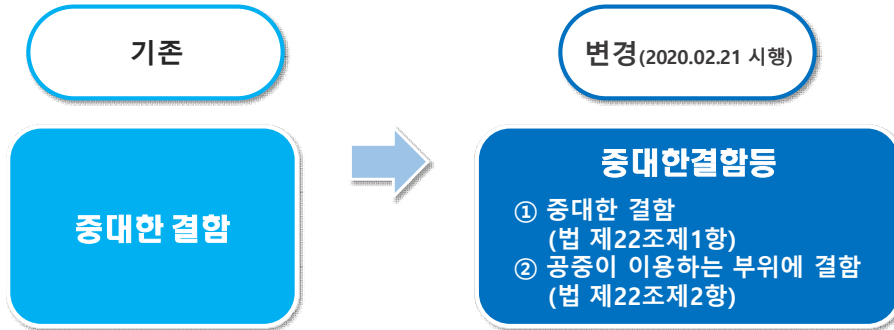 기존
변경(2020.02.21 시행)
중대한 결함
중대한결함등
① 중대한 결함
(법 제22조제1항)
② 공중이 이용하는 부위에 결함
(법 제22조제2항)